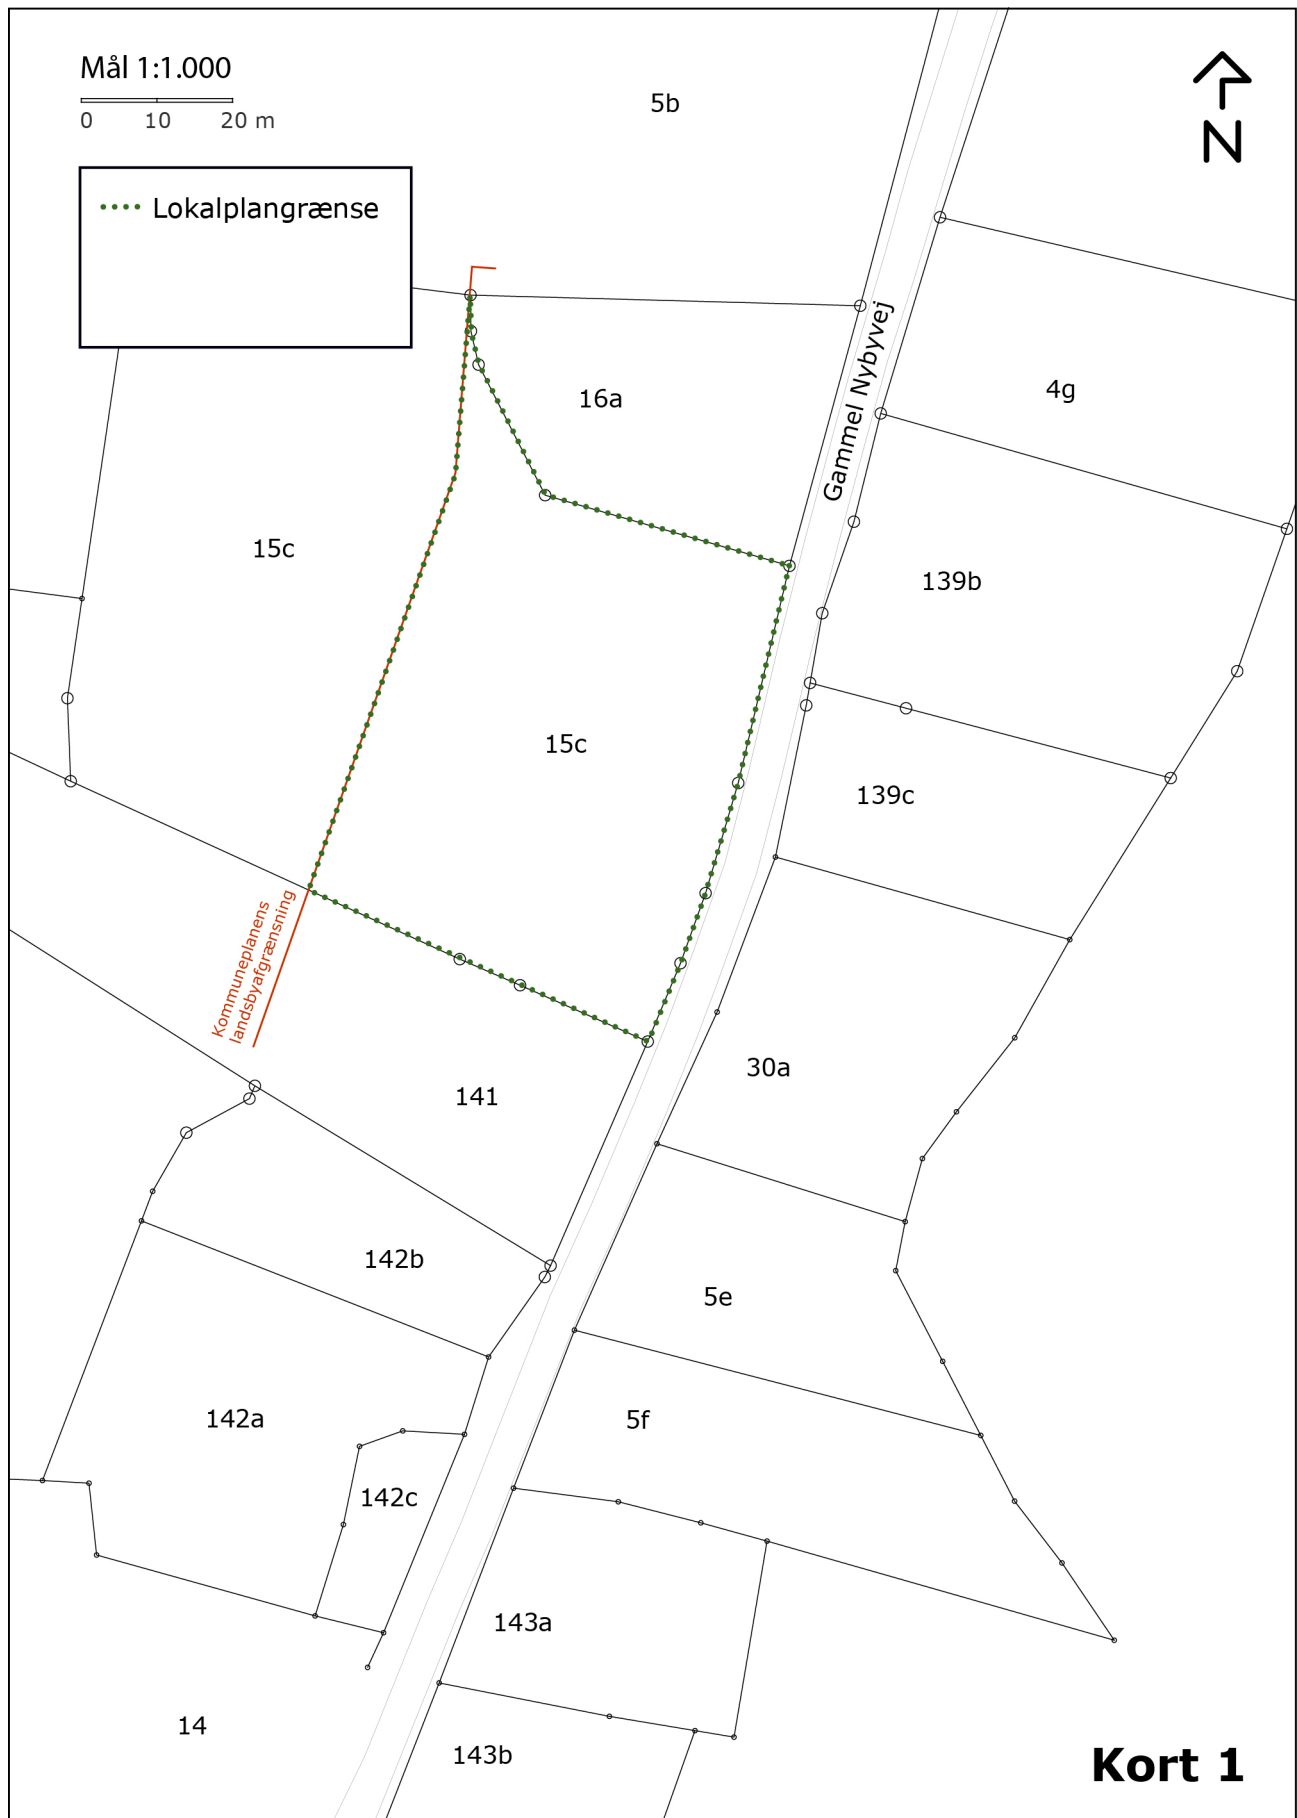 Mål 1:1.000
0 10 20 m
N
Lokalplangrænse
5b
16a
Gammel Nybyvej
4g
15c
139b
15c
139c
Kommuneplanens
landsbyafgrænsning
30a
141
142b
5e
142a
5f
142c
143a
14
143b
Kort 1